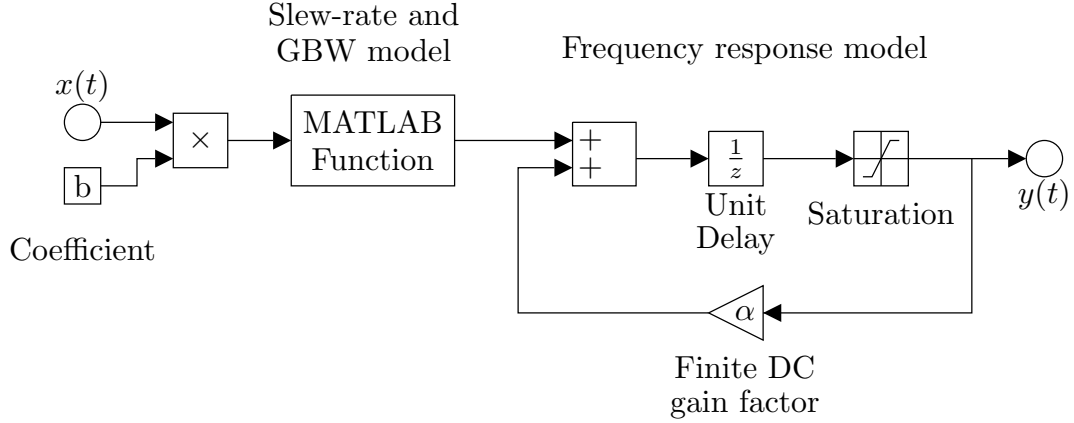 Slew-rate and
GBW model
Frequency response model
x(t)
×
b
Coefficient
MATLAB
Function
+
+
1
z
Unit
Delay
Saturation
y(t)
α
Finite DC
gain factor